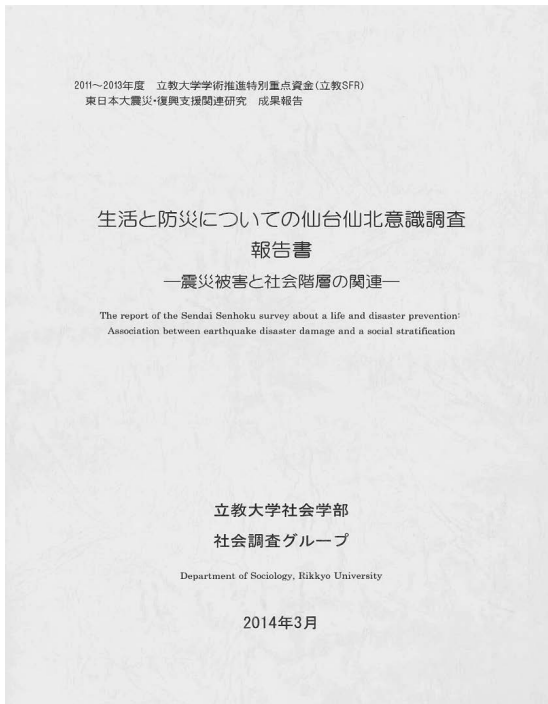 2011～2013年度　立教大学学術推進特別重点資金(立教SFR)
東日本大震災・復興支援関連研究　成果報告
生活と防災についての仙台仙北意識調査
報告書
―震災被害と社会階層の関連―
The report of the Sendai Senhoku survey about a life and disaster prevention:
Association between earthquake disaster damage and a social stratification
立教大学社会学部
社会調査グループ
Department of Sociology, Rikkyo University
2014年3月